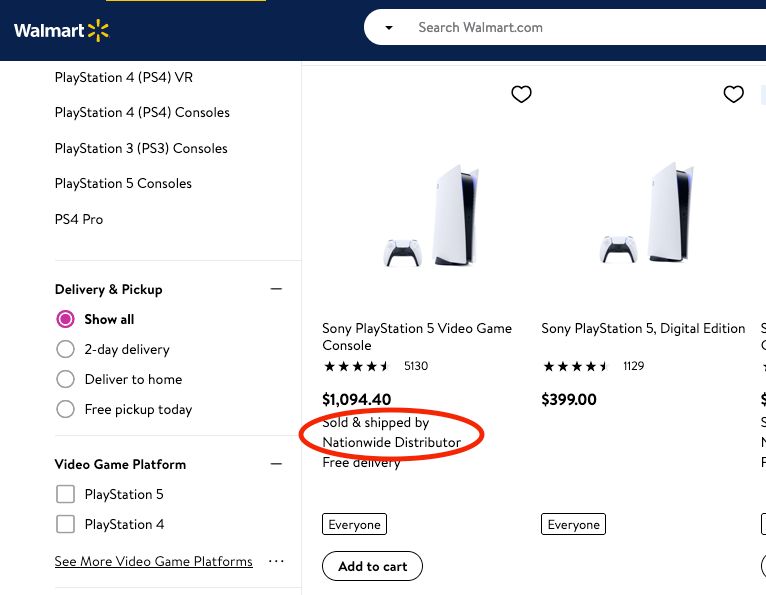 Walmart
Search Walmart.com
PlayStation 4 (PS4) VR
PlayStation 4 (PS4) Consoles
PlayStation 3 (PS3) Consoles
PlayStation 5 Consoles
PS4 Pro
Delivery & Pickup
Show all
2-day delivery
Deliver to home
Free pickup today
Video Game Platform
PlayStation 5
PlayStation 4
See More Video Game Platforms
Sony PlayStation 5 Video Game
Console
5130
$1,094.40
Sold & shipped by
Nationwide Distributor
Free delivery
Everyone
Add to cart
Sony PlayStation 5, Digital Edition
1129
$399.00
Everyone